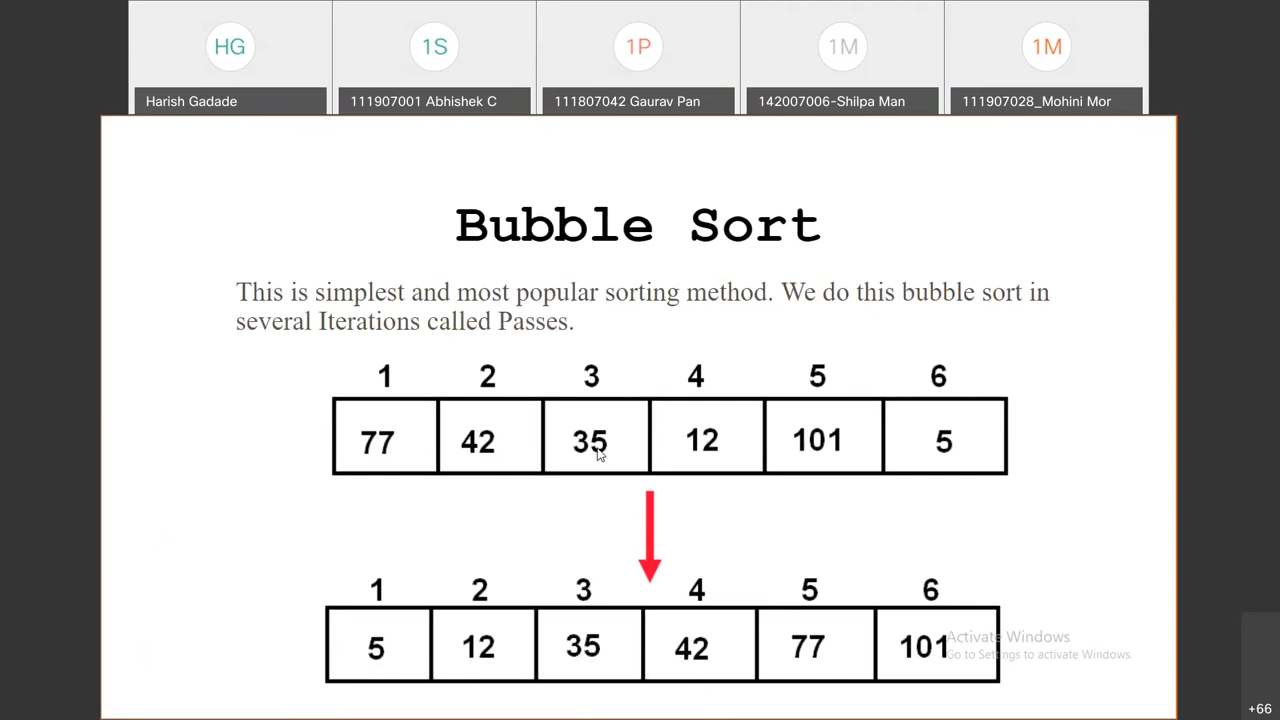 HG 1S 1P 1M 1M
Harish Gadade 111907001 Abhishek C 111807042 Gaurav Pan 142007006-Shilpa Man 111907028_Mohini Mor
Bubble Sort
This is simplest and most popular sorting method. We do this bubble sort in
several Iterations called Passes.
1 2 3 4 5 6
77 42 35 12 101 5
1 2 3 4 5 6
5 12 35 42 77 101
Activate Windows
Go to Settings to activate Windows.
+66